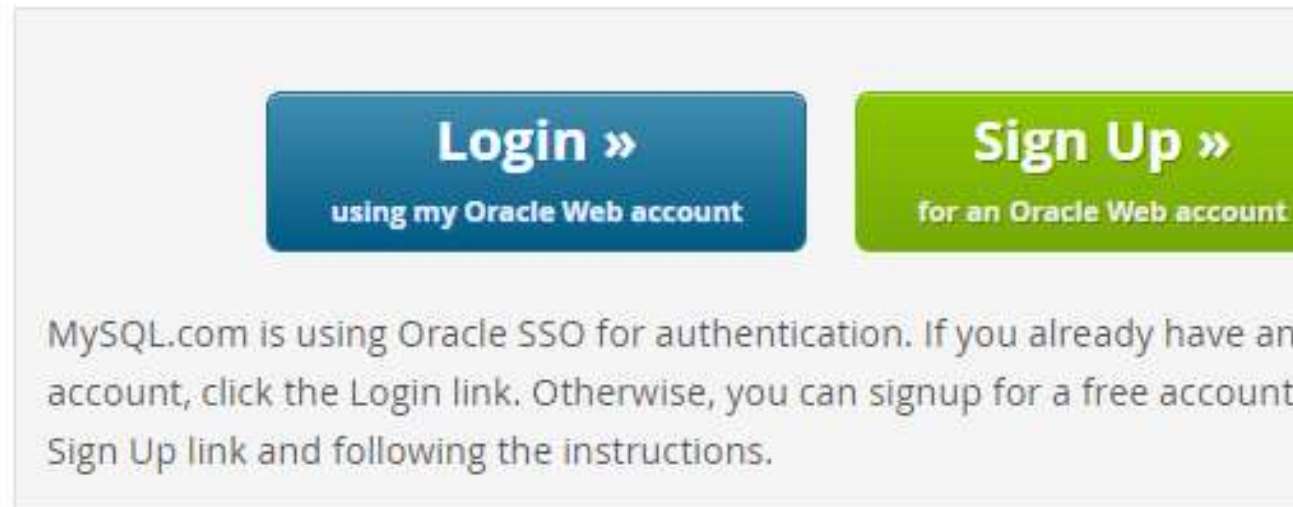 Login »
using my Oracle Web account
Sign Up »
for an Oracle Web account
MySQL.com is using Oracle SSO for authentication. If you already have an
account, click the Login link. Otherwise, you can signup for a free account
Sign Up link and following the instructions.